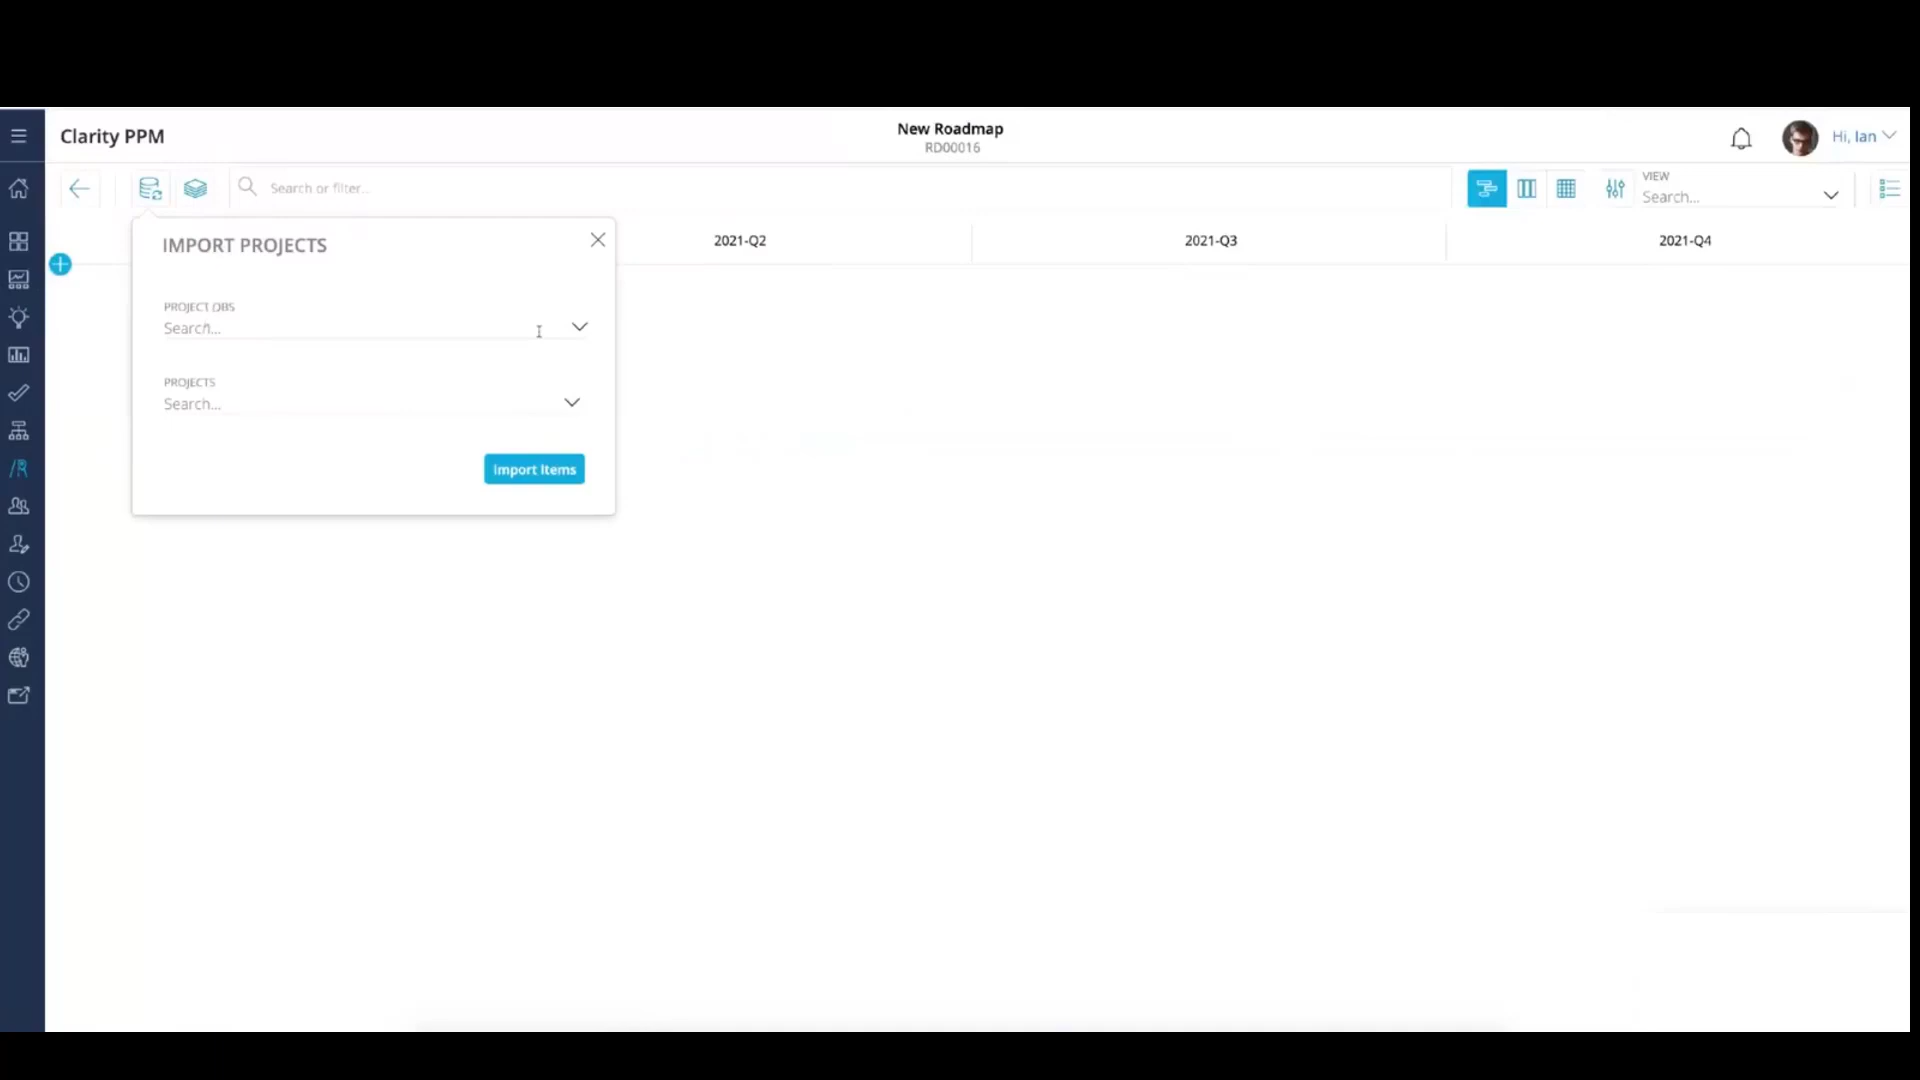 Clarity PPM
New Roadmap
RD00016
Hi, Ian
Search or filter...
VIEW
Search...
IMPORT PROJECTS
2021-Q2
2021-Q3
2021-Q4
PROJECT OBS
Search...
PROJECTS
Search...
Import Items